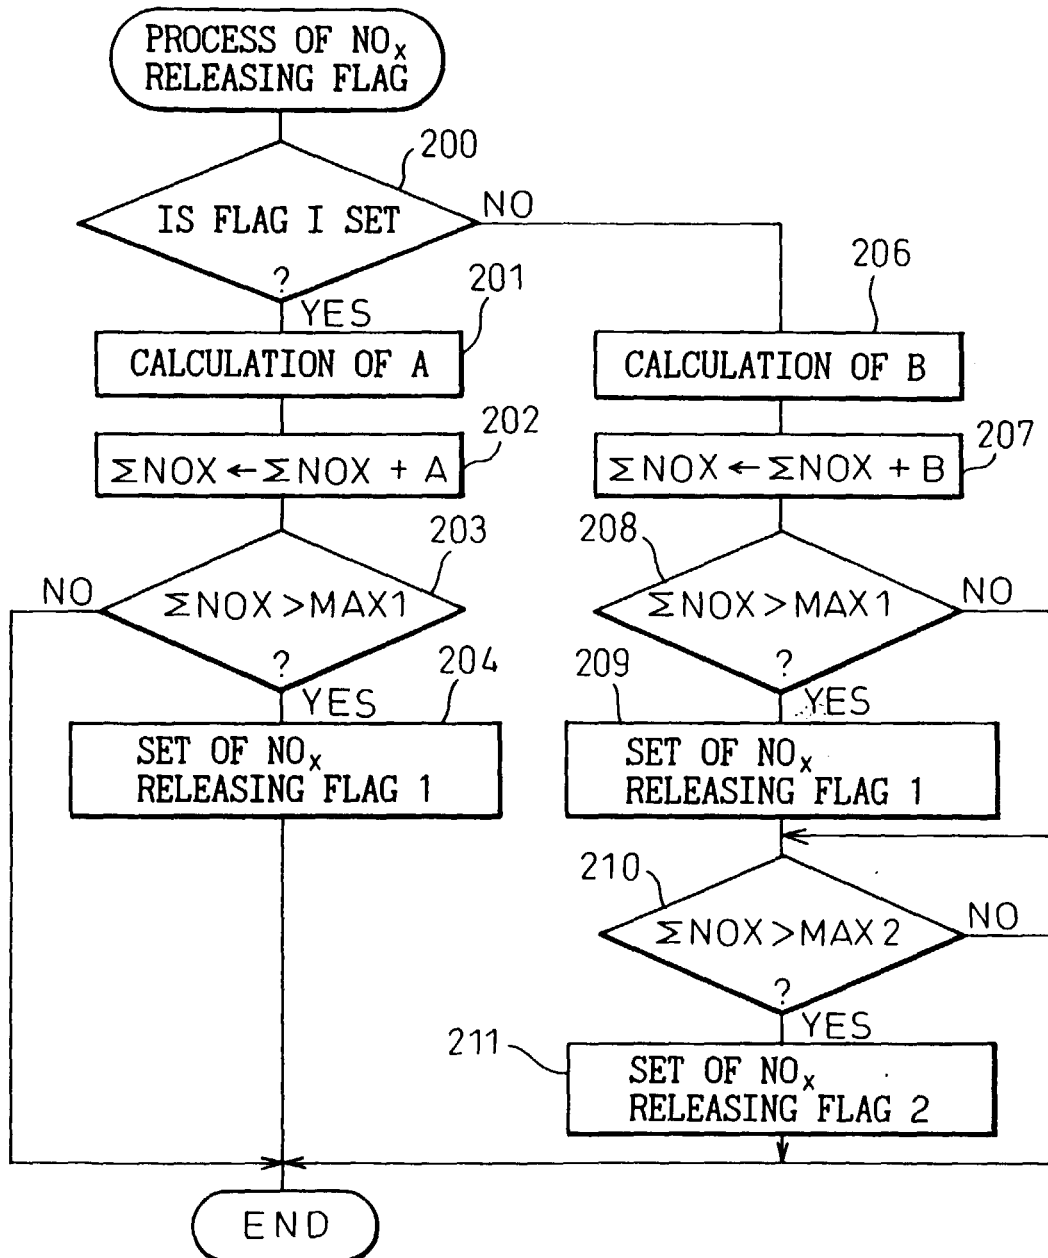 PROCESS OF NOx
RELEASING FLAG
200
IS FLAG I SET
?
NO
YES
201
CALCULATION OF A
202
ΣNOX ← ΣNOX + A
203
ΣNOX > MAX1
?
NO
YES
204
SET OF NOx
RELEASING FLAG 1
206
CALCULATION OF B
207
ΣNOX ← ΣNOX + B
208
ΣNOX > MAX1
?
NO
YES
209
SET OF NOx
RELEASING FLAG 1
210
ΣNOX > MAX2
?
NO
YES
211
SET OF NOx
RELEASING FLAG 2
END